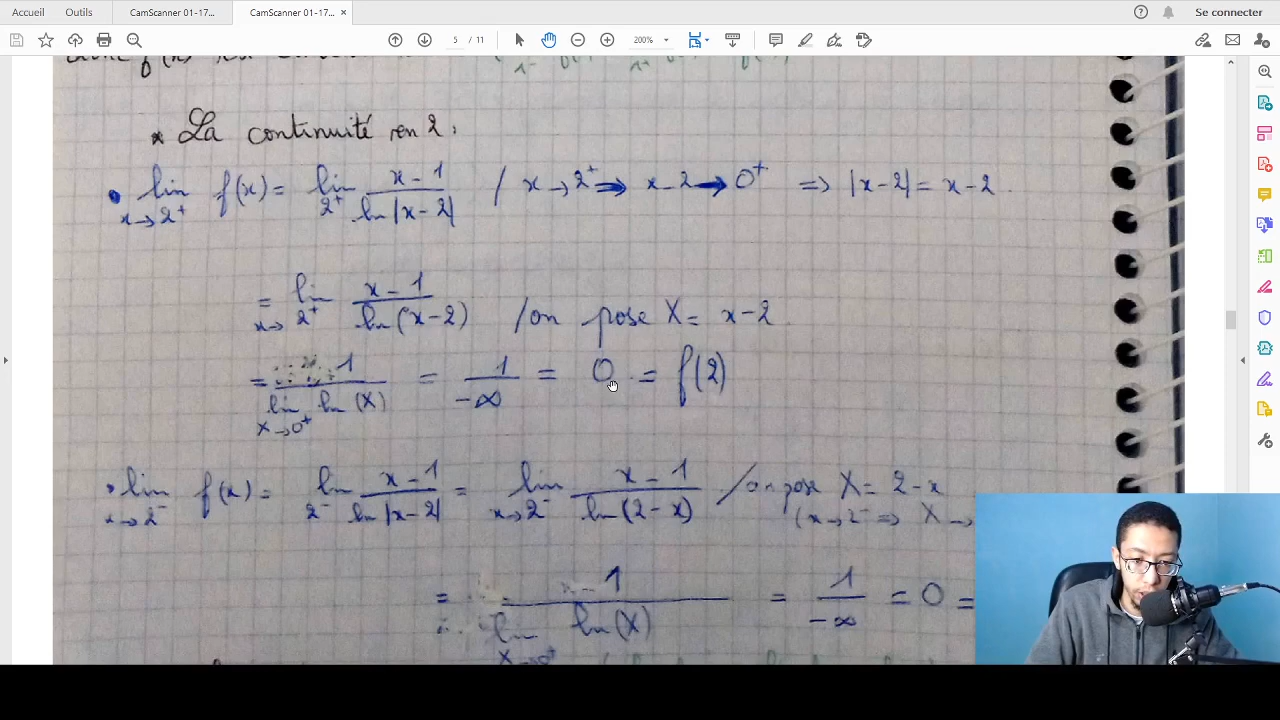 Accueil Outils CamScanner 01-17... CamScanner 01-17... × Se connecter
5 / 11 200%
* La continuité en 2 :
• lim x→2⁺ f(x) = lim 2⁺ (x-1)/(ln|x-2|) / x→2⁺ ⇒ x-2 → 0⁺ ⇒ |x-2| = x-2
= lim x→2⁺ (x-1)/(ln(x-2)) /on pose X = x-2
= 1/(lim X→0⁺ ln(X)) = 1/(-∞) = 0 = f(2)
• lim x→2⁻ f(x) = lim 2⁻ (x-1)/(ln|x-2|) = lim x→2⁻ (x-1)/(ln(2-x)) /on pose X = 2-x
(x→2⁻ ⇒ X→
= 1/(lim X→0⁺ ln(X)) = 1/(-∞) = 0 =